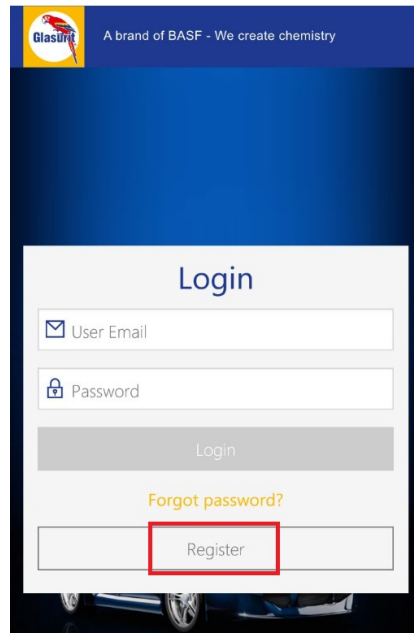 Glasurit
A brand of BASF - We create chemistry
Login
User Email
Password
Login
Forgot password?
Register